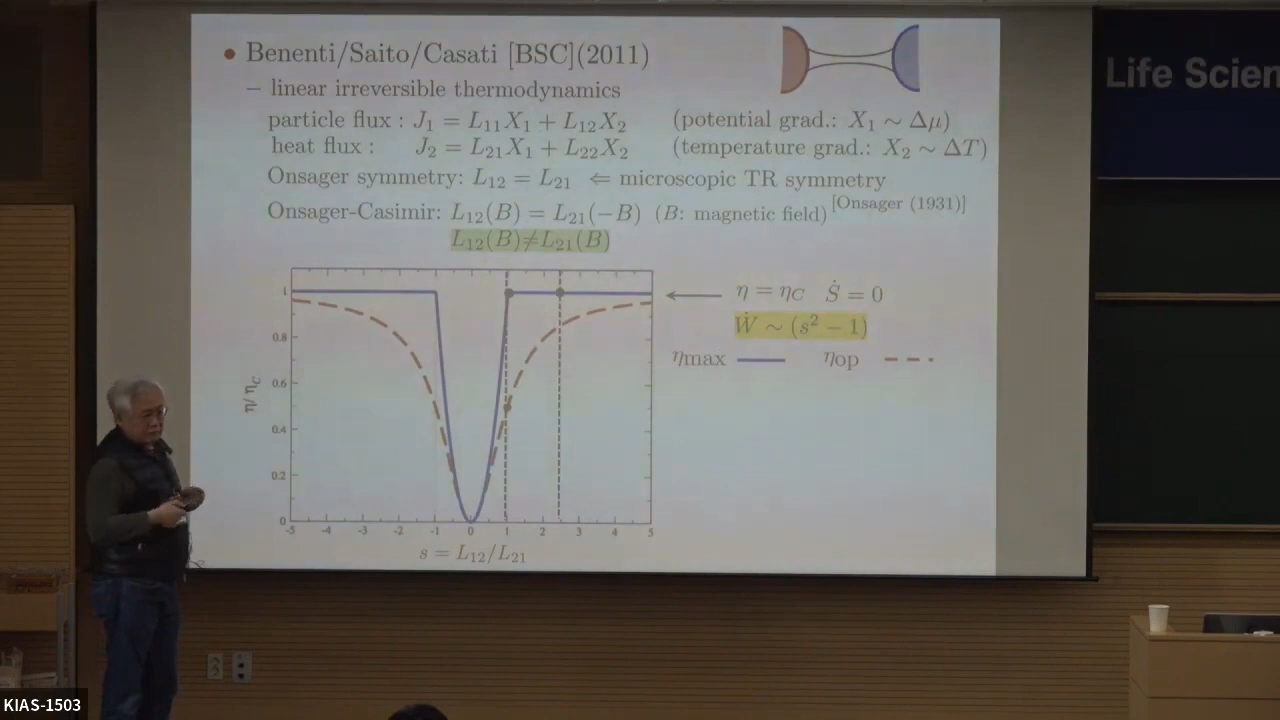 • Benenti/Saito/Casati [BSC](2011)
Life Scien
– linear irreversible thermodynamics
particle flux : J₁ = L₁₁X₁ + L₁₂X₂ (potential grad.: X₁ ∼ Δμ)
heat flux : J₂ = L₂₁X₁ + L₂₂X₂ (temperature grad.: X₂ ∼ ΔT)
Onsager symmetry: L₁₂ = L₂₁ ⇐ microscopic TR symmetry
Onsager-Casimir: L₁₂(B) = L₂₁(−B) (B: magnetic field) [Onsager (1931)]
L₁₂(B)≠L₂₁(B)
1
0.8
0.6
0.4
0.2
0
η/ η_C
-5 -4 -3 -2 -1 0 1 2 3 4 5
s = L₁₂/L₂₁
η = η_C Ṡ = 0
Ẇ ∼ (s² − 1)
ηmax ηop
KIAS-1503